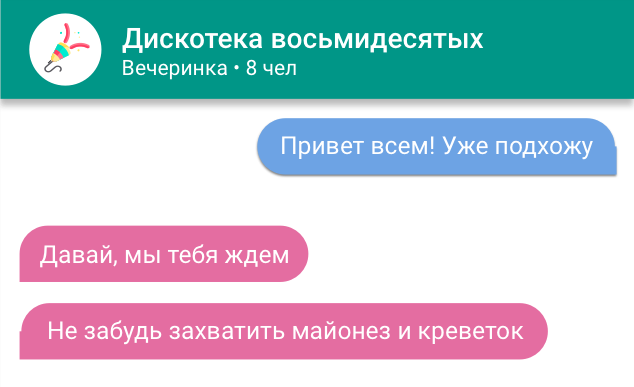 Дискотека восьмидесятых
Вечеринка • 8 чел
Привет всем! Уже подхожу
Давай, мы тебя ждем
Не забудь захватить майонез и креветок